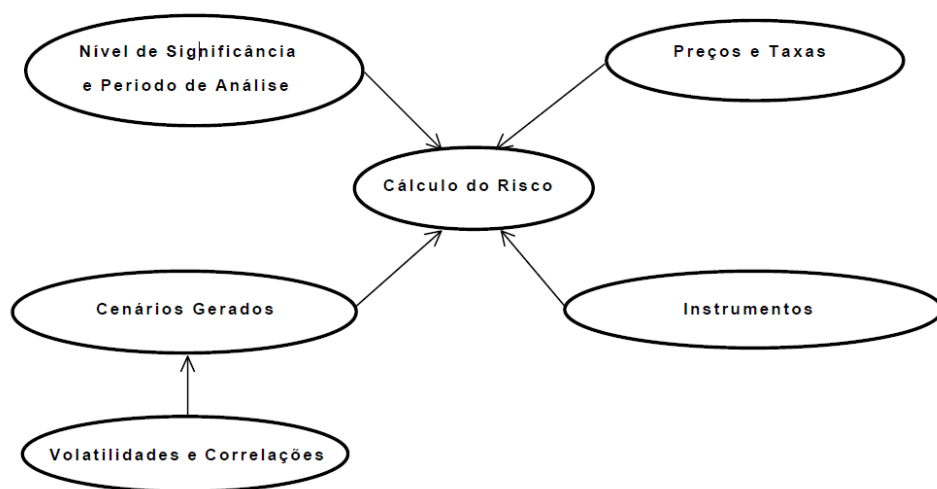 Nível de Significância
e Periodo de Análise
Preços e Taxas
Cálculo do Risco
Cenários Gerados
Instrumentos
Volatilidades e Correlações